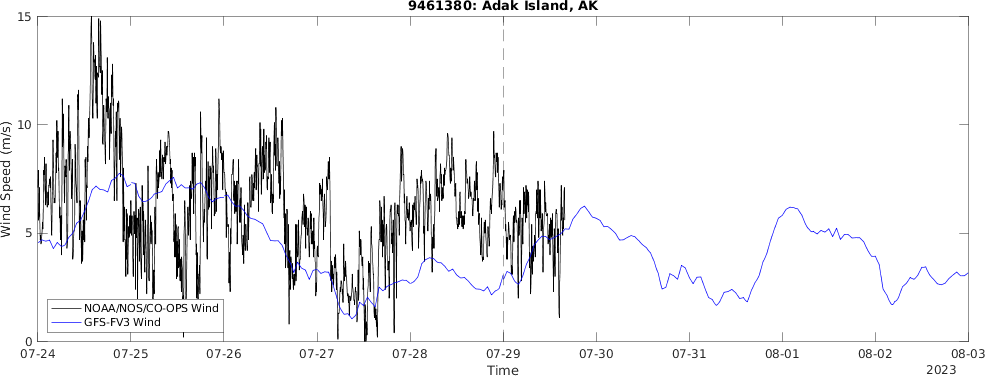 9461380: Adak Island, AK
Wind Speed (m/s)
15
10
5
0
NOAA/NOS/CO-OPS Wind
GFS-FV3 Wind
07-24 07-25 07-26 07-27 07-28 07-29 07-30 07-31 08-01 08-02 08-03
Time
2023